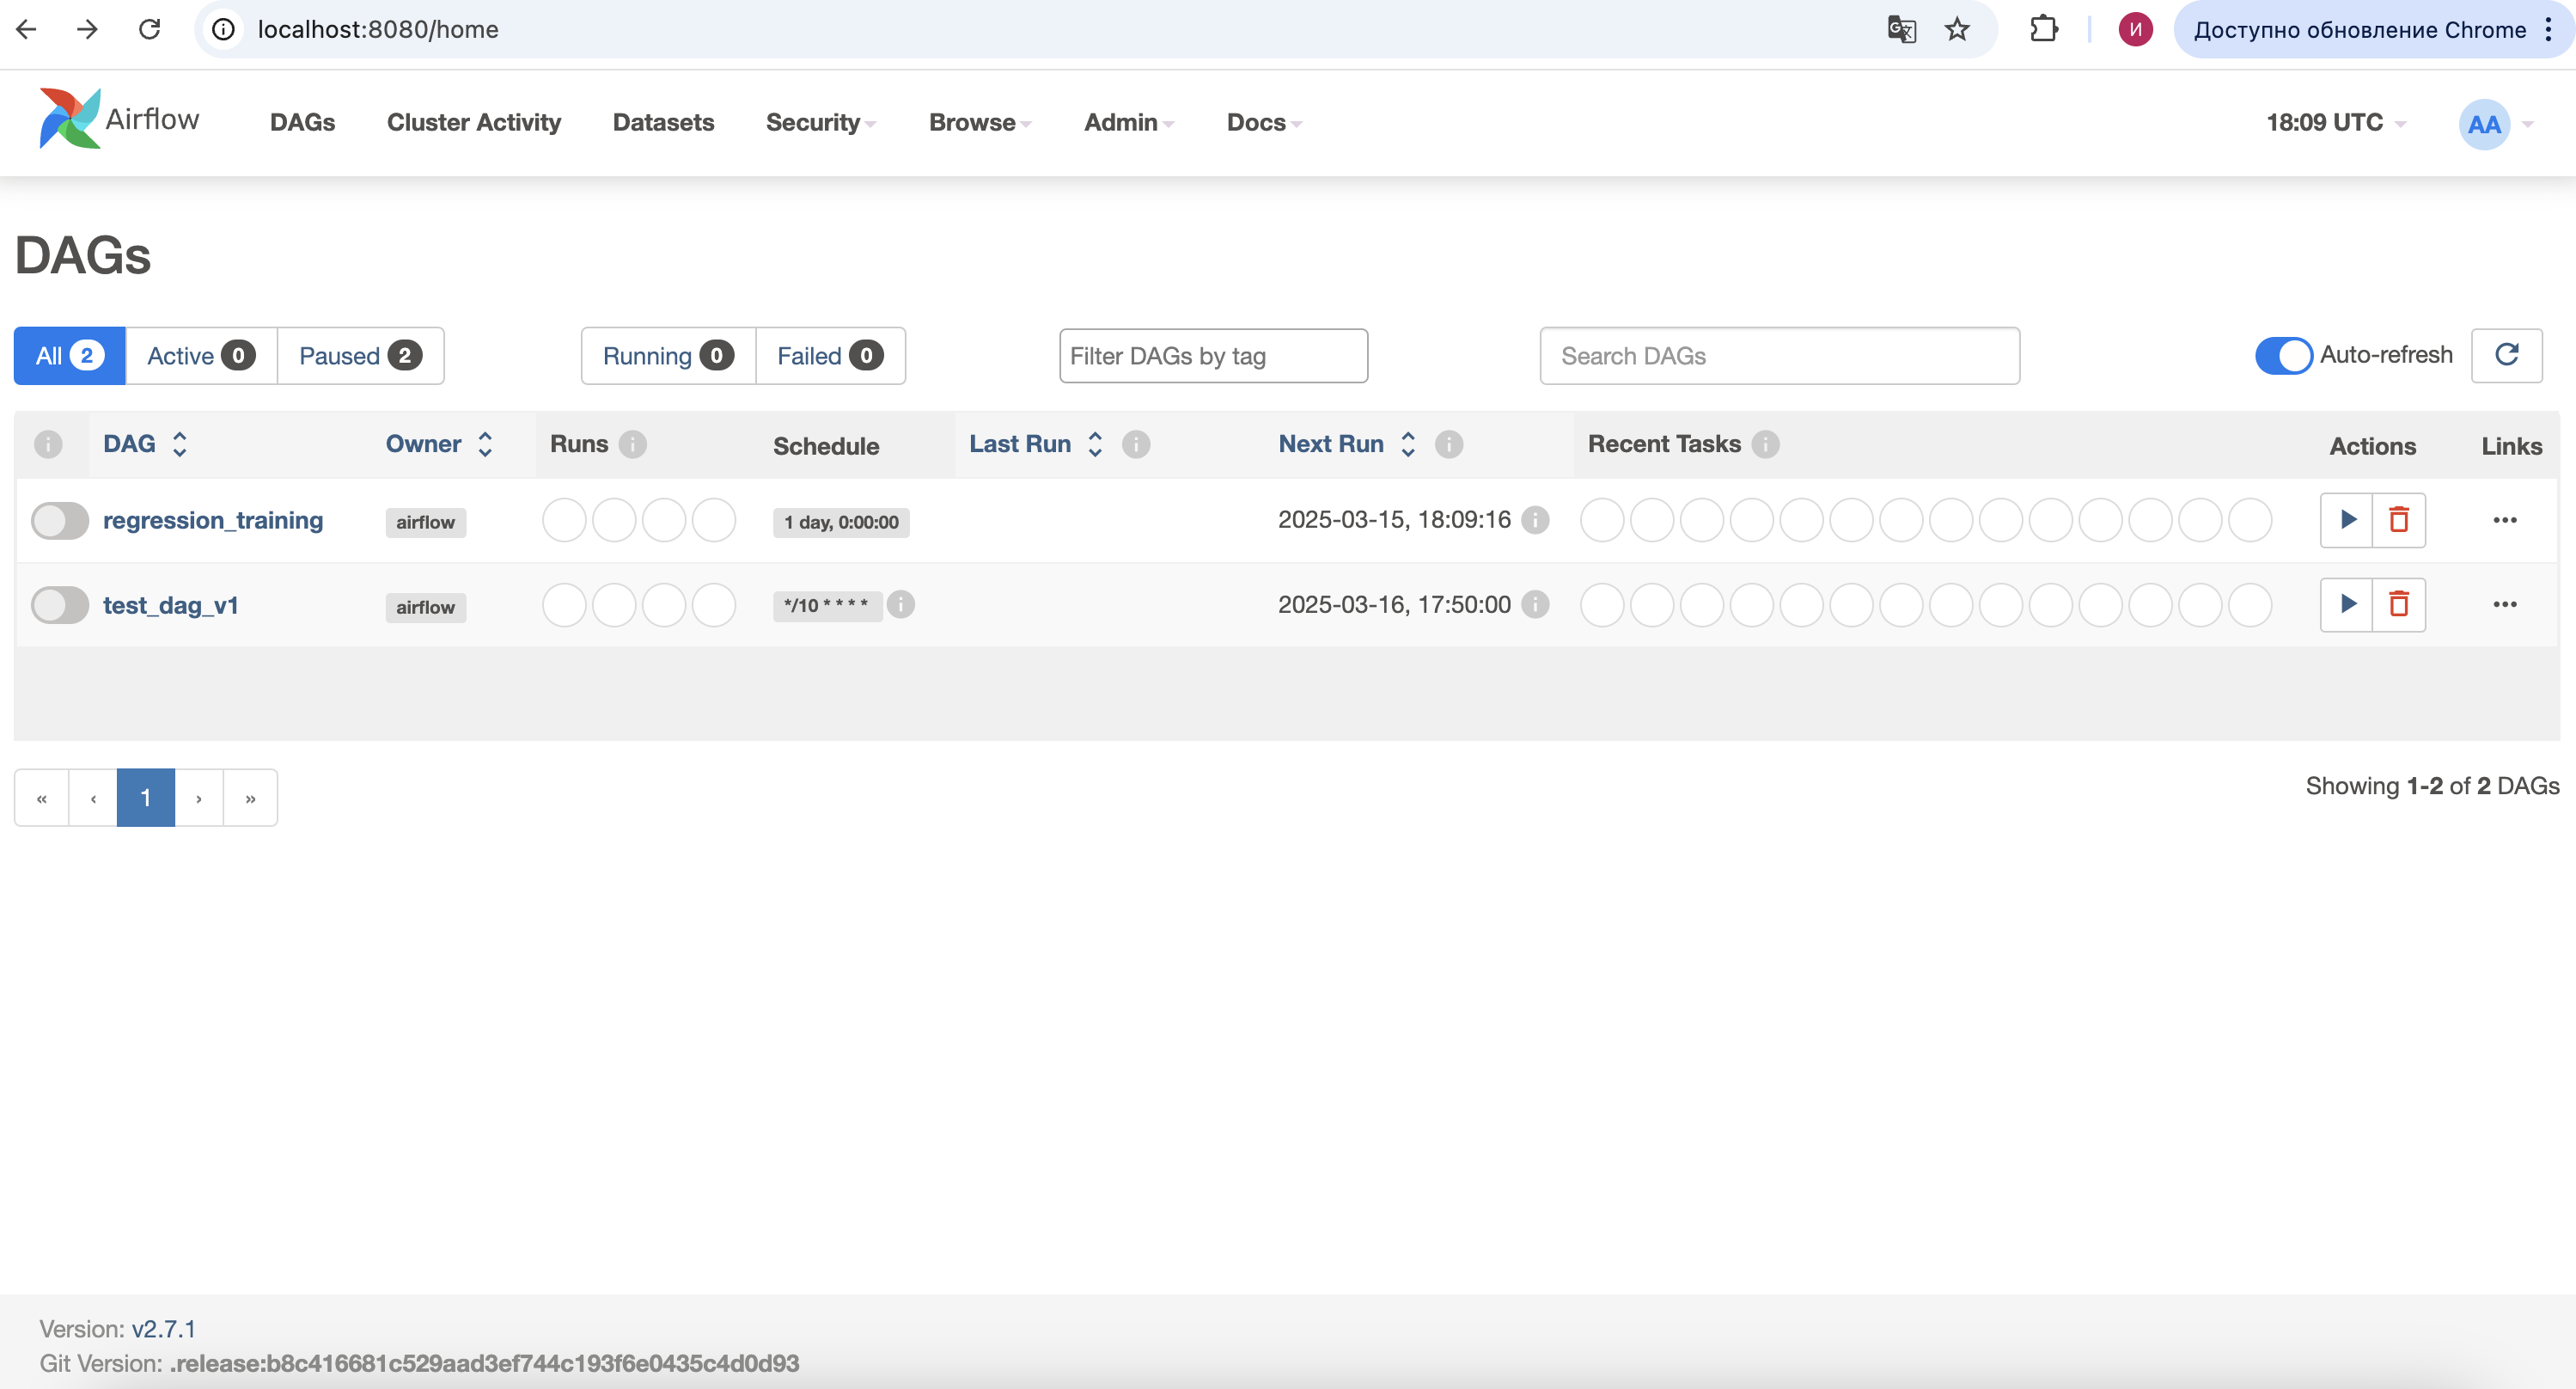 localhost:8080/home
И
Доступно обновление Chrome
Airflow
DAGs
Cluster Activity
Datasets
Security
Browse
Admin
Docs
18:09 UTC
AA
DAGs
All 2
Active 0
Paused 2
Running 0
Failed 0
Filter DAGs by tag
Search DAGs
Auto-refresh
DAG
Owner
Runs
Schedule
Last Run
Next Run
Recent Tasks
Actions
Links
regression_training
airflow
1 day, 0:00:00
2025-03-15, 18:09:16
test_dag_v1
airflow
*/10 * * * *
2025-03-16, 17:50:00
« ‹ 1 › »
Showing 1-2 of 2 DAGs
Version: v2.7.1
Git Version: .release:b8c416681c529aad3ef744c193f6e0435c4d0d93